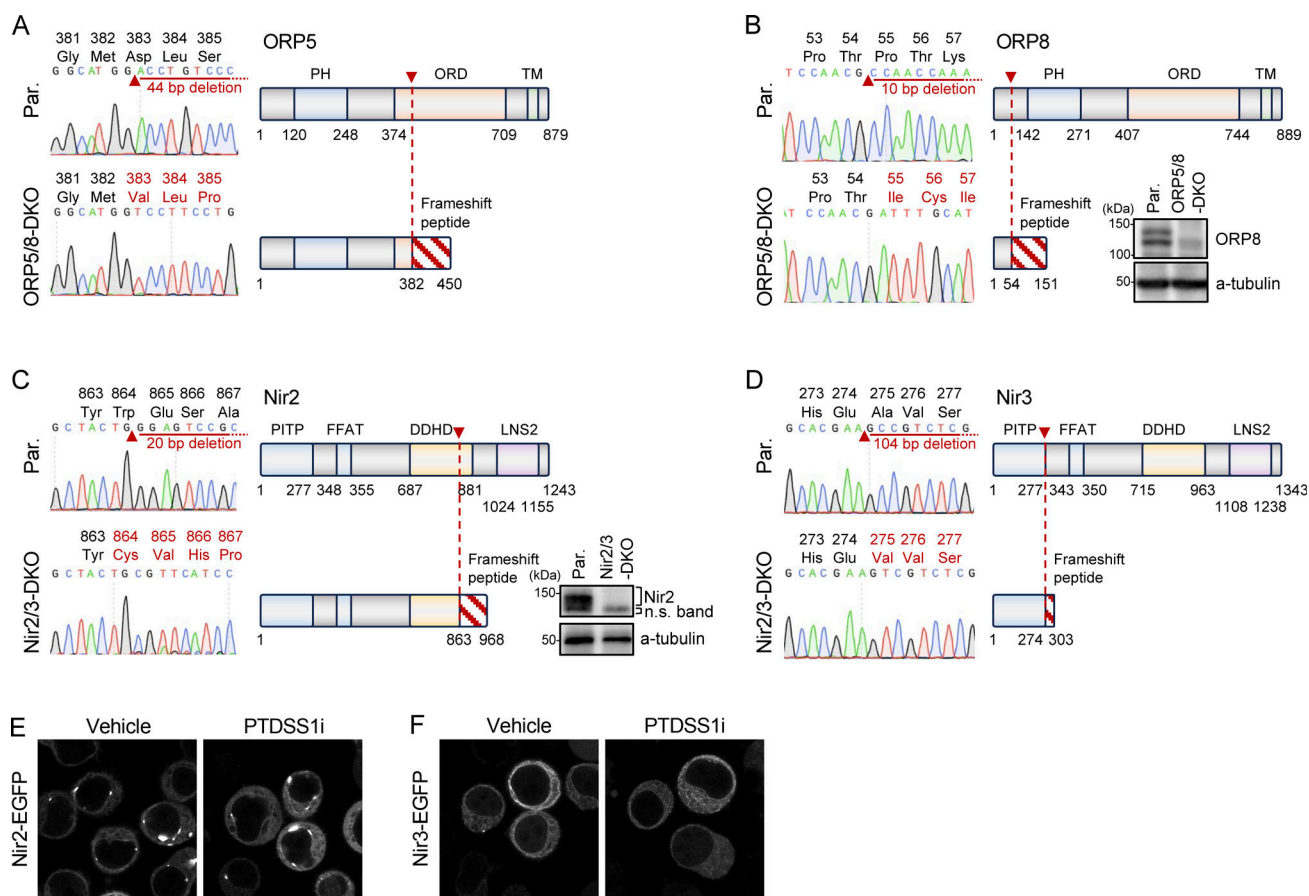 A
381 382 383 384 385
Gly Met Asp Leu Ser
G G C A T G G A C C T G T C C C
44 bp deletion
Par.
ORP5
PH ORD TM
1 120 248 374 709 879
381 382 383 384 385
Gly Met Val Leu Pro
G G C A T G G T C C T T C C T G
ORP5/8-DKO
Frameshift
peptide
1 382 450
B
53 54 55 56 57
Pro Thr Pro Thr Lys
T C C A A C G C C A A C C A A A
10 bp deletion
Par.
ORP8
PH ORD TM
1 142 271 407 744 889
53 54 55 56 57
Pro Thr Ile Cys Ile
T C C A A C G A T T T G C A T
ORP5/8-DKO
Frameshift
peptide
1 54 151
(kDa)
Par.
ORP5/8
-DKO
150
100
ORP8
50
a-tubulin
C
863 864 865 866 867
Tyr Trp Glu Ser Ala
G C T A C T G G G A G T C C G C
20 bp deletion
Par.
Nir2
PITP FFAT DDHD LNS2
1 277 348 355 687 881 1243
1024 1155
863 864 865 866 867
Tyr Cys Val His Pro
G C T A C T G C G T T C A T C C
Nir2/3-DKO
Frameshift
peptide
1 863 968
(kDa)
Par.
Nir2/3
-DKO
150
Nir2
n.s. band
50
a-tubulin
D
273 274 275 276 277
His Glu Ala Val Ser
G C A C G A A G C C G T C T C G
104 bp deletion
Par.
Nir3
PITP FFAT DDHD LNS2
1 277 343 350 715 963 1343
1108 1238
273 274 275 276 277
His Glu Val Val Ser
G C A C G A A G T C G T C T C G
Nir2/3-DKO
Frameshift
peptide
1 274 303
E
Vehicle PTDSS1i
Nir2-EGFP
F
Vehicle PTDSS1i
Nir3-EGFP